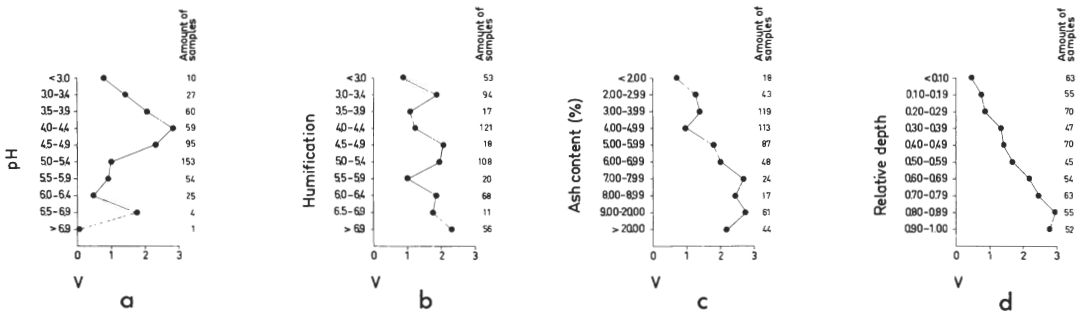 Amount of
samples
pH
< 3.0 10
3.0–3.4 27
3.5–3.9 60
4.0–4.4 59
4.5–4.9 95
5.0–5.4 153
5.5–5.9 54
6.0–6.4 25
6.5–6.9 4
> 6.9 1
0 1 2 3
V
a
Amount of
samples
Humification
< 3.0 53
3.0–3.4 94
3.5–3.9 17
4.0–4.4 121
4.5–4.9 18
5.0–5.4 108
5.5–5.9 20
6.0–6.4 68
6.5–6.9 11
> 6.9 56
0 1 2 3
V
b
Amount of
samples
Ash content (%)
< 2.00 18
2.00–2.99 43
3.00–3.99 119
4.00–4.99 113
5.00–5.99 87
6.00–6.99 48
7.00–7.99 24
8.00–8.99 17
9.00–20.00 61
> 20.00 44
0 1 2 3
V
c
Amount of
samples
Relative depth
< 0.10 63
0.10–0.19 55
0.20–0.29 70
0.30–0.39 47
0.40–0.49 70
0.50–0.59 45
0.60–0.69 54
0.70–0.79 63
0.80–0.99 55
0.90–1.00 52
0 1 2 3
V
d